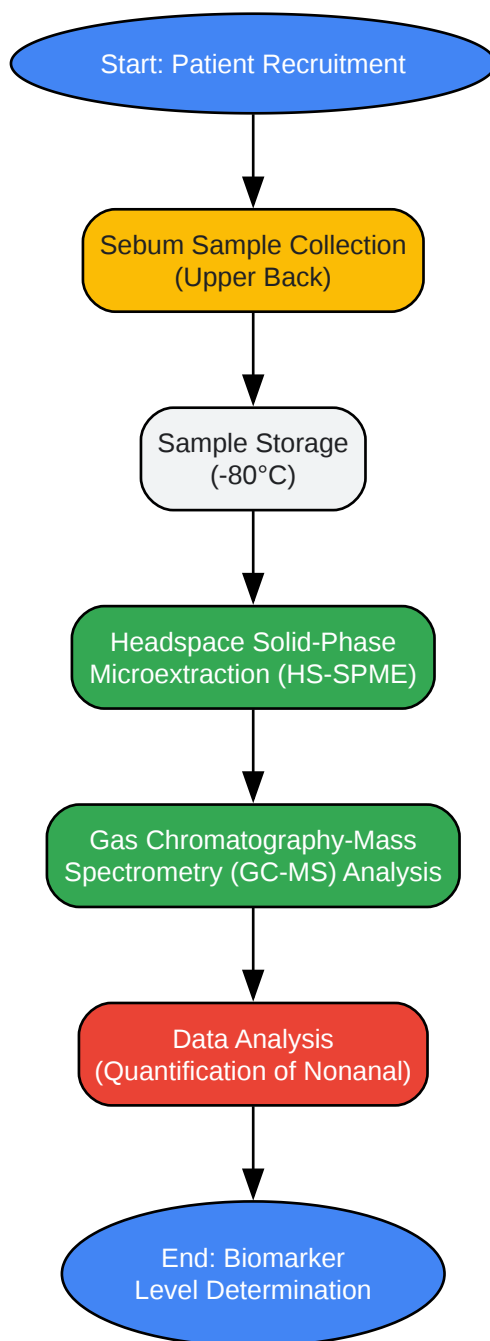 Start: Patient Recruitment
Sebum Sample Collection
(Upper Back)
Sample Storage
(-80°C)
Headspace Solid-Phase
Microextraction (HS-SPME)
Gas Chromatography-Mass
Spectrometry (GC-MS) Analysis
Data Analysis
(Quantification of Nonanal)
End: Biomarker
Level Determination